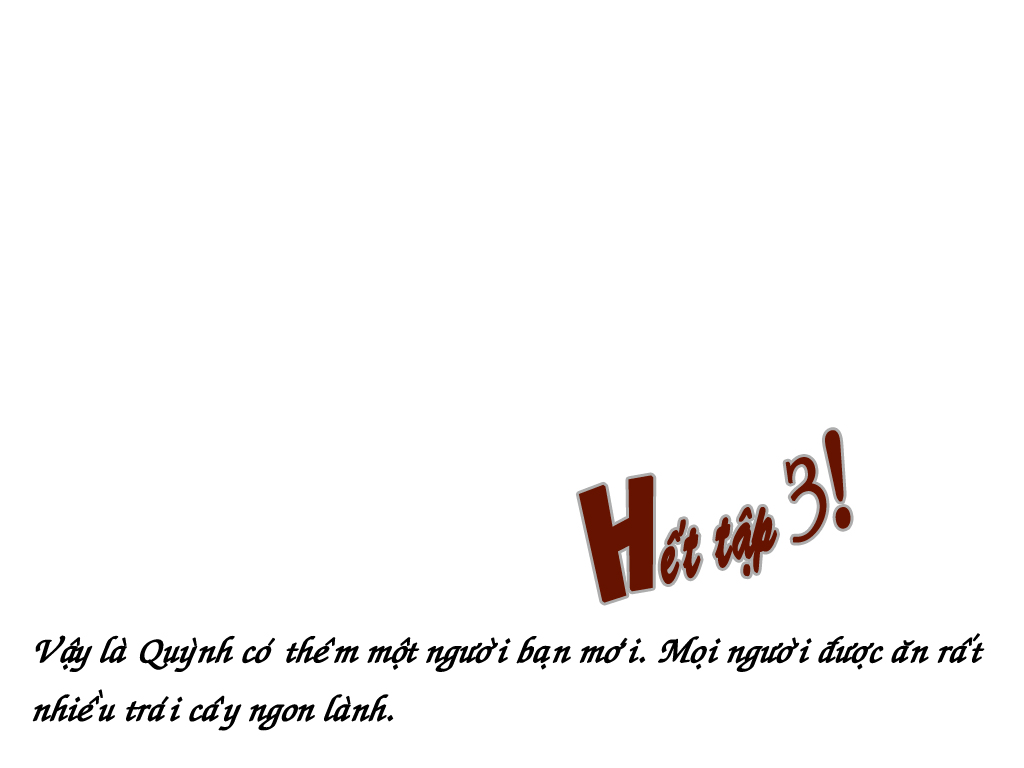 Hết tập 3!
Vậy là Quỳnh có thêm một người bạn mới. Mọi người được ăn rất
nhiều trái cây ngon lành.